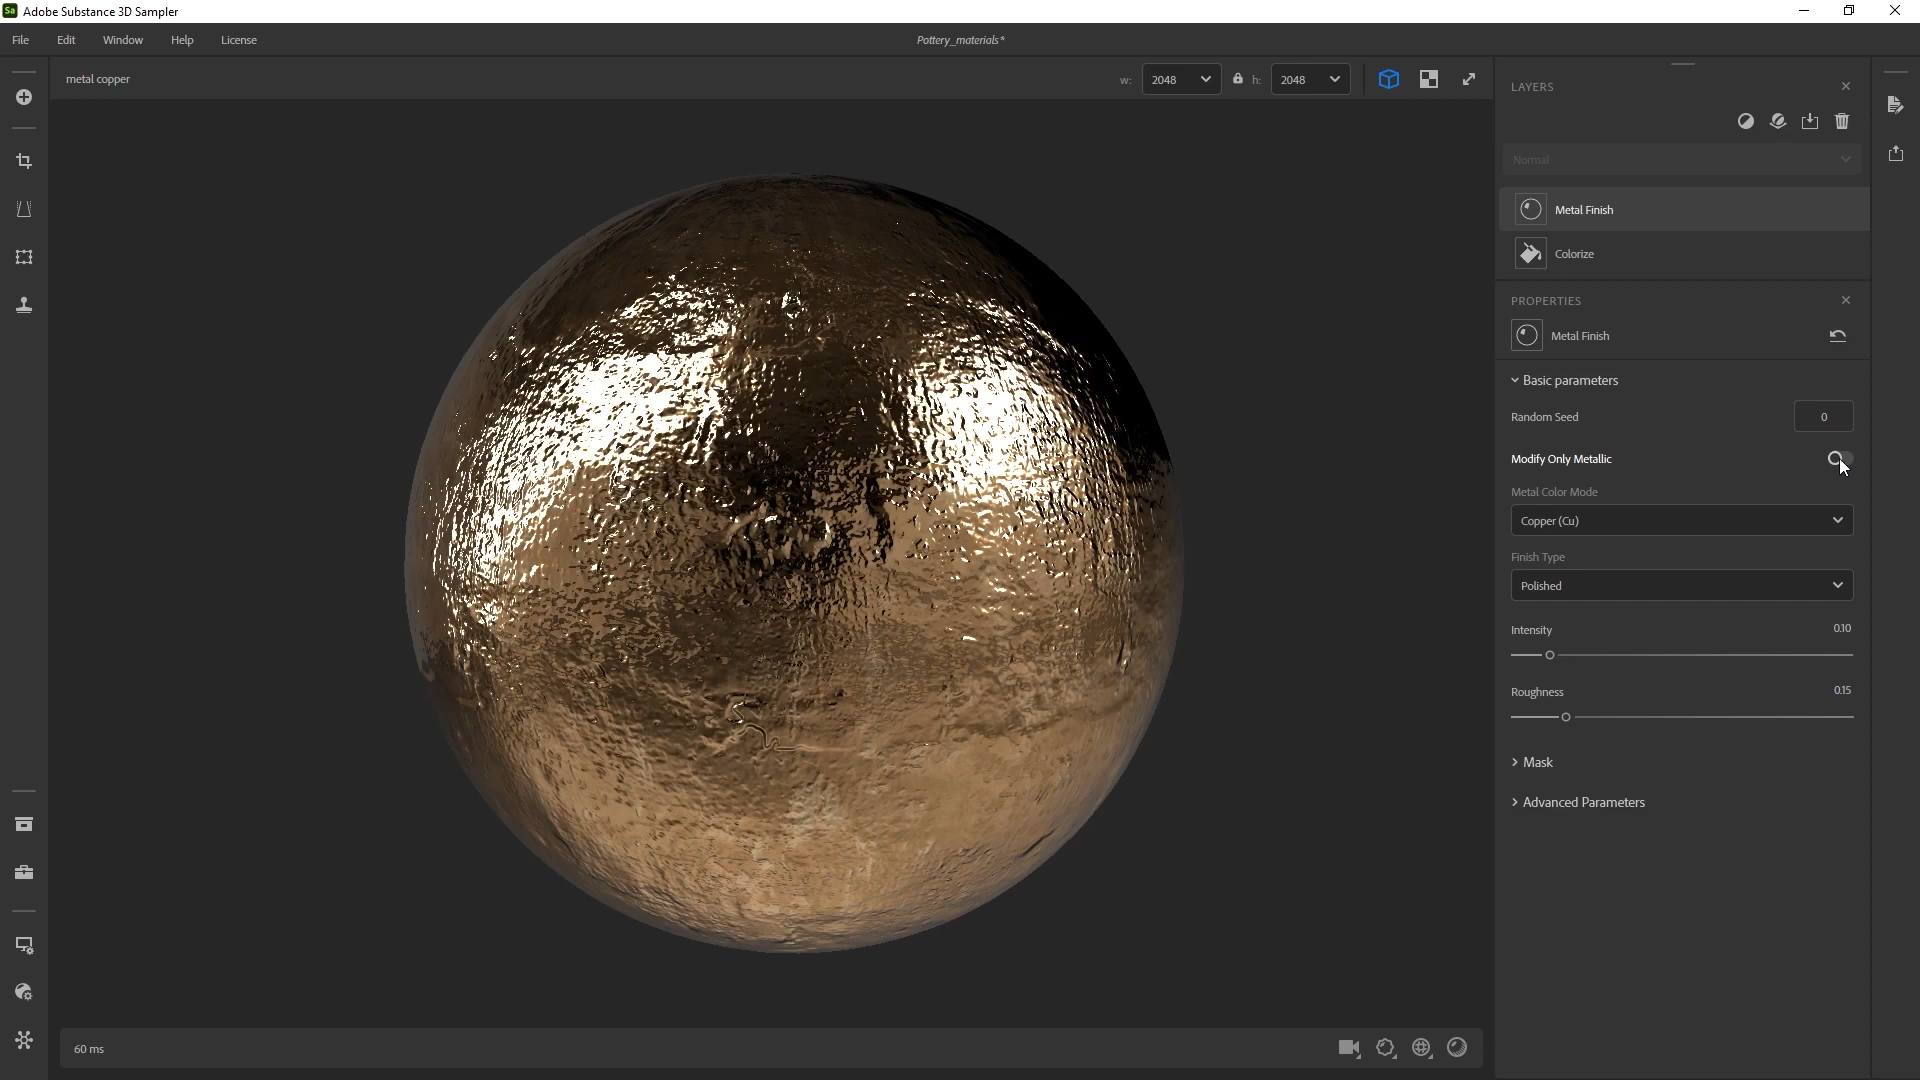 Sa Adobe Substance 3D Sampler
File Edit Window Help License Pottery_materials*
metal copper w: 2048 h: 2048
LAYERS
Normal
Metal Finish
Colorize
PROPERTIES
Metal Finish
Basic parameters
Random Seed 0
Modify Only Metallic
Metal Color Mode
Copper (Cu)
Finish Type
Polished
Intensity 0.10
Roughness 0.15
Mask
Advanced Parameters
60 ms